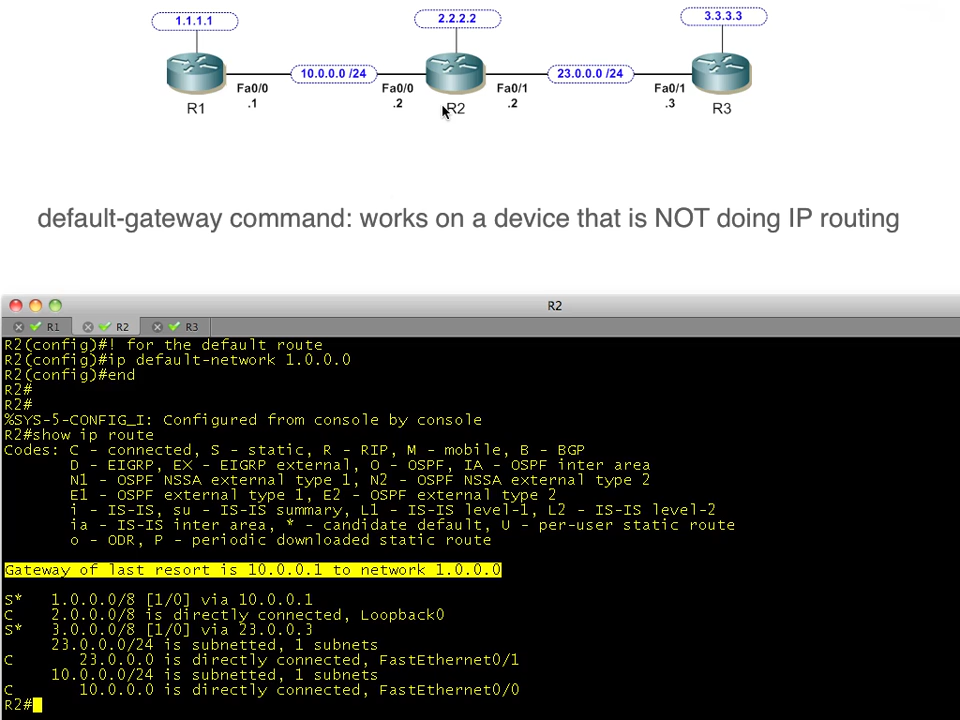 1.1.1.1
2.2.2.2
3.3.3.3
10.0.0.0 /24
23.0.0.0 /24
Fa0/0
.1
Fa0/0
.2
Fa0/1
.2
Fa0/1
.3
R1
R2
R3
default-gateway command: works on a device that is NOT doing IP routing
R2
R1
R2
R3
R2(config)#! for the default route
R2(config)#ip default-network 1.0.0.0
R2(config)#end
R2#
R2#
%SYS-5-CONFIG_I: Configured from console by console
R2#show ip route
Codes: C - connected, S - static, R - RIP, M - mobile, B - BGP
D - EIGRP, EX - EIGRP external, O - OSPF, IA - OSPF inter area
N1 - OSPF NSSA external type 1, N2 - OSPF NSSA external type 2
E1 - OSPF external type 1, E2 - OSPF external type 2
i - IS-IS, su - IS-IS summary, L1 - IS-IS level-1, L2 - IS-IS level-2
ia - IS-IS inter area, * - candidate default, U - per-user static route
o - ODR, P - periodic downloaded static route
Gateway of last resort is 10.0.0.1 to network 1.0.0.0
S* 1.0.0.0/8 [1/0] via 10.0.0.1
C 2.0.0.0/8 is directly connected, Loopback0
S* 3.0.0.0/8 [1/0] via 23.0.0.3
23.0.0.0/24 is subnetted, 1 subnets
C 23.0.0.0 is directly connected, FastEthernet0/1
10.0.0.0/24 is subnetted, 1 subnets
C 10.0.0.0 is directly connected, FastEthernet0/0
R2#